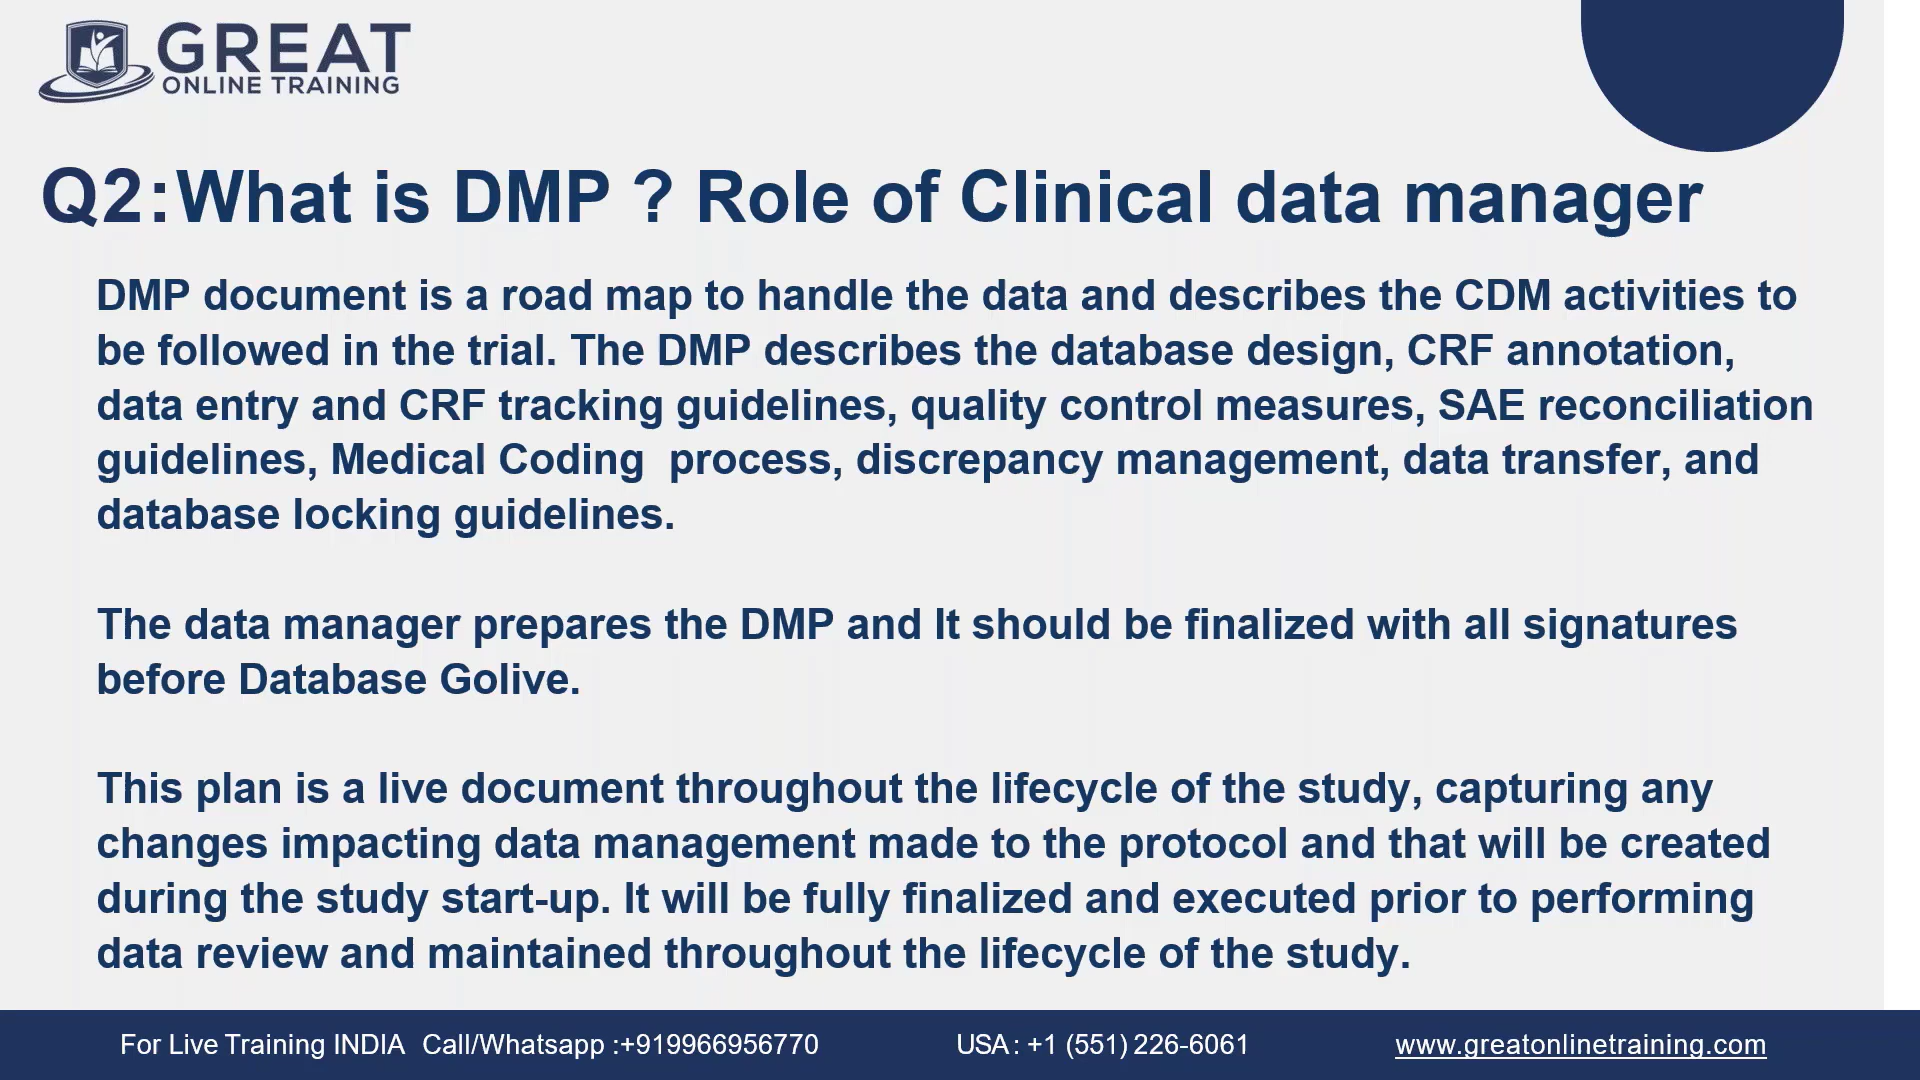 GREAT
ONLINE TRAINING
Q2:What is DMP ? Role of Clinical data manager
DMP document is a road map to handle the data and describes the CDM activities to
be followed in the trial. The DMP describes the database design, CRF annotation,
data entry and CRF tracking guidelines, quality control measures, SAE reconciliation
guidelines, Medical Coding  process, discrepancy management, data transfer, and
database locking guidelines.
The data manager prepares the DMP and It should be finalized with all signatures
before Database Golive.
This plan is a live document throughout the lifecycle of the study, capturing any
changes impacting data management made to the protocol and that will be created
during the study start-up. It will be fully finalized and executed prior to performing
data review and maintained throughout the lifecycle of the study.
For Live Training INDIA  Call/Whatsapp :+919966956770 USA : +1 (551) 226-6061 www.greatonlinetraining.com